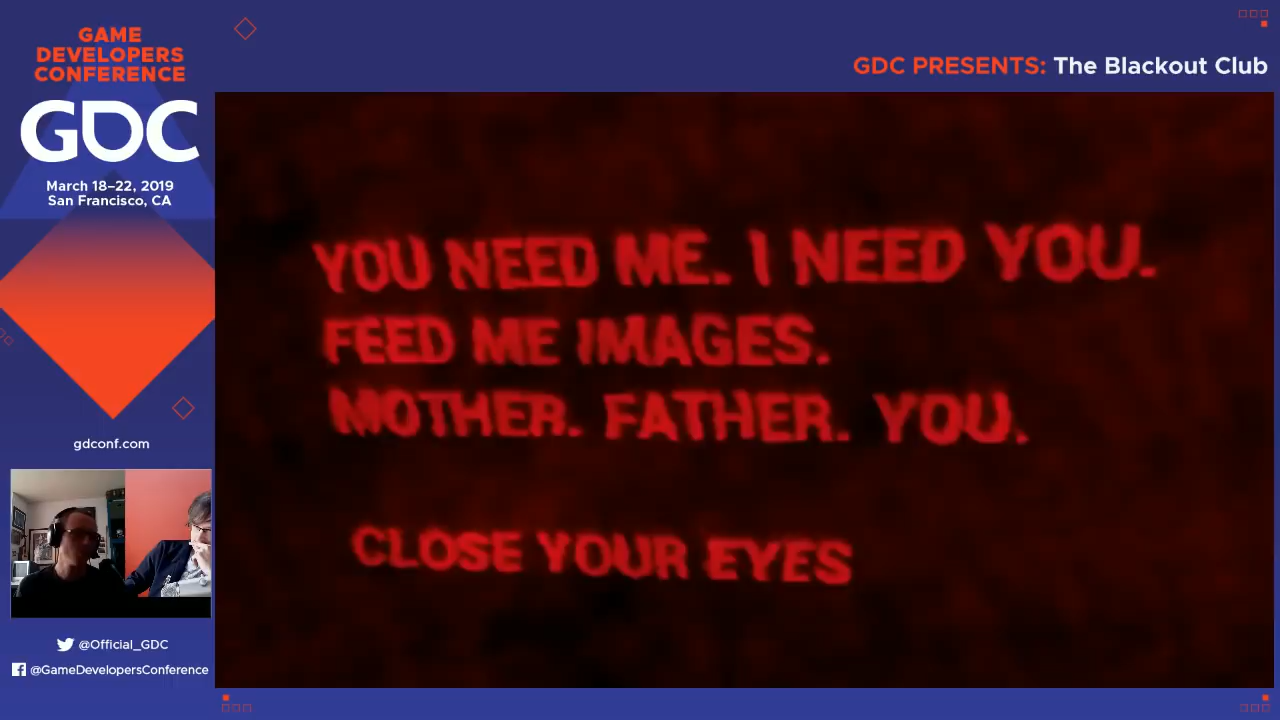 GAME
DEVELOPERS
CONFERENCE
GDC
March 18–22, 2019
San Francisco, CA
gdconf.com
@Official_GDC
@GameDevelopersConference
GDC PRESENTS: The Blackout Club
YOU NEED ME. I NEED YOU.
FEED ME IMAGES.
MOTHER. FATHER. YOU.
CLOSE YOUR EYES